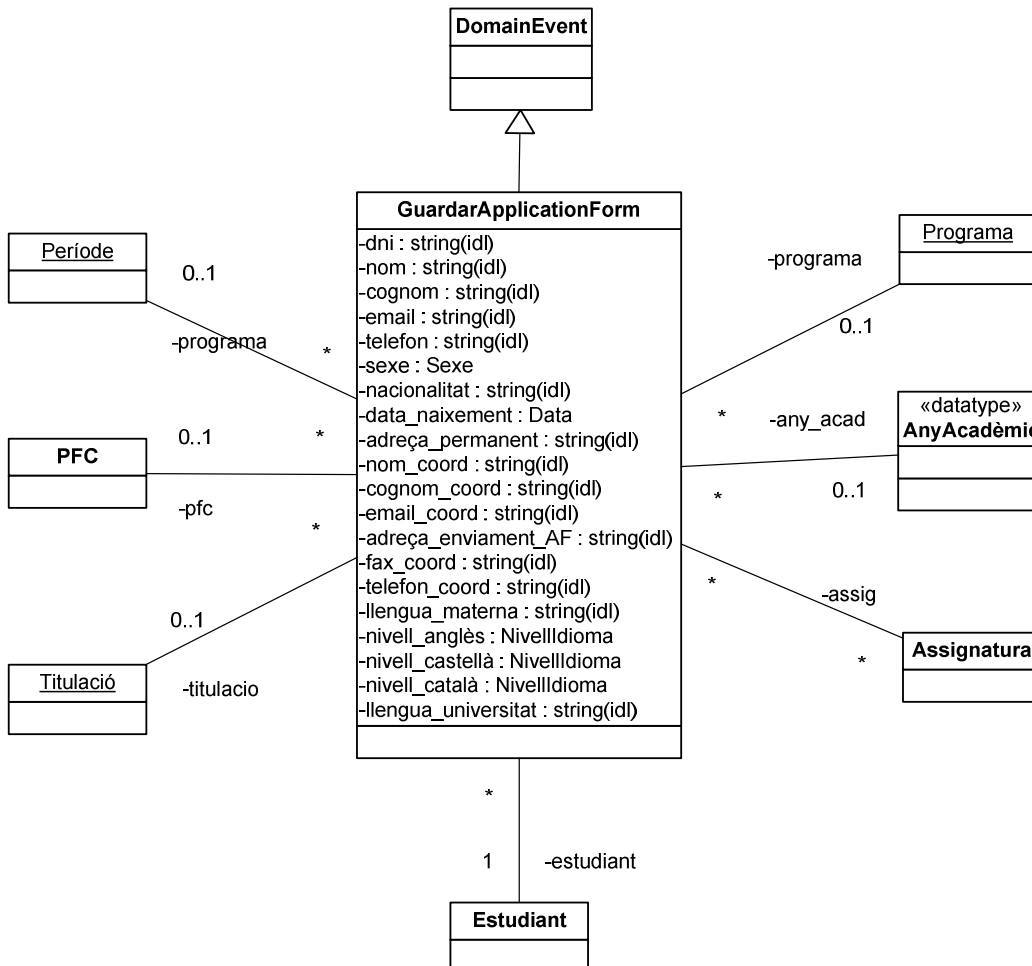 DomainEvent
GuardarApplicationForm
-dni : string(idl)
-nom : string(idl)
-cognom : string(idl)
-email : string(idl)
-telefon : string(idl)
-sexe : Sexe
-nacionalitat : string(idl)
-data_naixement : Data
-adreça_permanent : string(idl)
-nom_coord : string(idl)
-cognom_coord : string(idl)
-email_coord : string(idl)
-adreça_enviament_AF : string(idl)
-fax_coord : string(idl)
-telefon_coord : string(idl)
-llengua_materna : string(idl)
-nivell_anglès : NivellIdioma
-nivell_castellà : NivellIdioma
-nivell_català : NivellIdioma
-llengua_universitat : string(idl)
Període
0..1
-programa
*
PFC
0..1
*
-pfc
Titulació
0..1
*
-titulacio
Programa
-programa
0..1
*
«datatype»
AnyAcadèmic
-any_acad
0..1
*
Assignatura
-assig
*
*
*
1
-estudiant
Estudiant